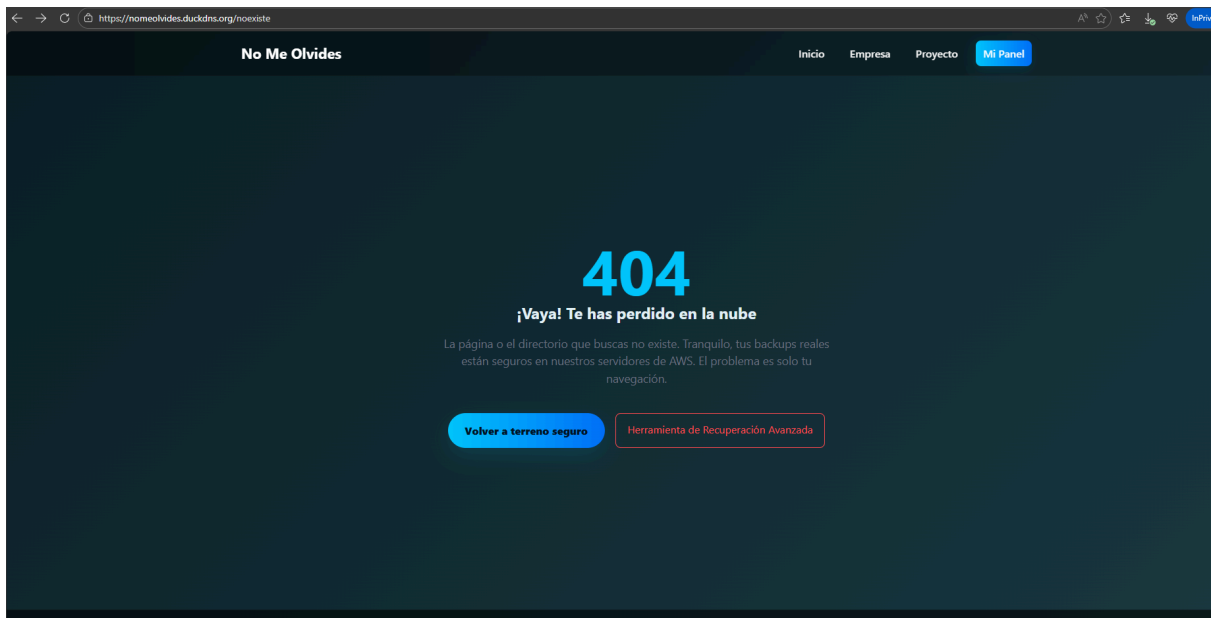 https://nomeolvides.duckdns.org/noexiste
InPriv
No Me Olvides
Inicio
Empresa
Proyecto
Mi Panel
404
¡Vaya! Te has perdido en la nube
La página o el directorio que buscas no existe. Tranquilo, tus backups reales
están seguros en nuestros servidores de AWS. El problema es solo tu
navegación.
Volver a terreno seguro
Herramienta de Recuperación Avanzada